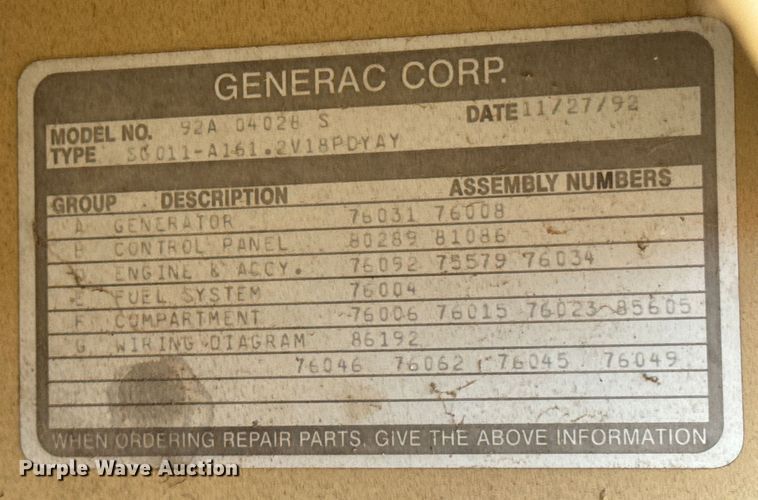 GENERAC CORP.
MODEL NO. 92A 04028 S DATE 11/27/92
TYPE SG011-A161.2V18PDYAY
GROUP DESCRIPTION ASSEMBLY NUMBERS
A GENERATOR 76031 76008
B CONTROL PANEL 80289 81086
D ENGINE & ACCY. 76092 75579 76034
E FUEL SYSTEM 76004
F COMPARTMENT 76006 76015 76023 85605
G WIRING DIAGRAM 86192
76046 76062 76045 76049
WHEN ORDERING REPAIR PARTS, GIVE THE ABOVE INFORMATION
Purple Wave Auction